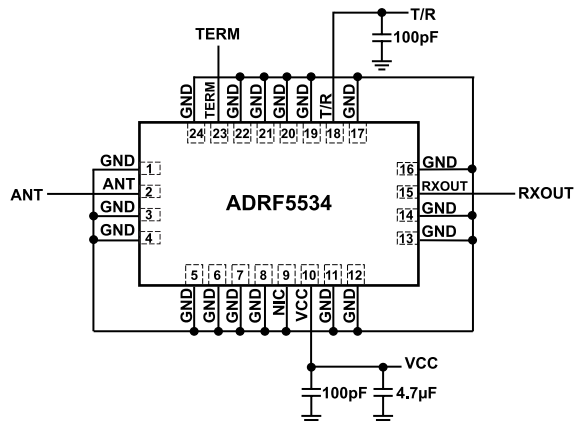 T/R
100pF
TERM
GND TERM GND GND GND GND T/R GND
24 23 22 21 20 19 18 17
GND 1 16 GND
ANT ANT 2 15 RXOUT RXOUT
ADRF5534
GND 3 14 GND
GND 4 13 GND
5 6 7 8 9 10 11 12
GND GND GND GND NIC VCC GND GND
VCC
100pF 4.7µF